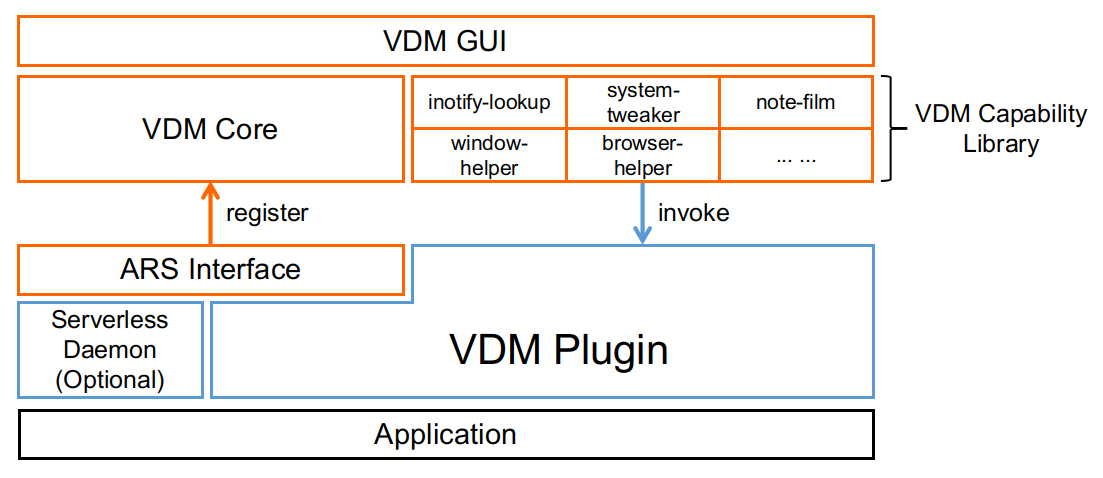 VDM GUI
VDM Core
inotify-lookup
system-
tweaker
note-film
window-
helper
browser-
helper
... ...
VDM Capability
Library
register
invoke
ARS Interface
Serverless
Daemon
(Optional)
VDM Plugin
Application